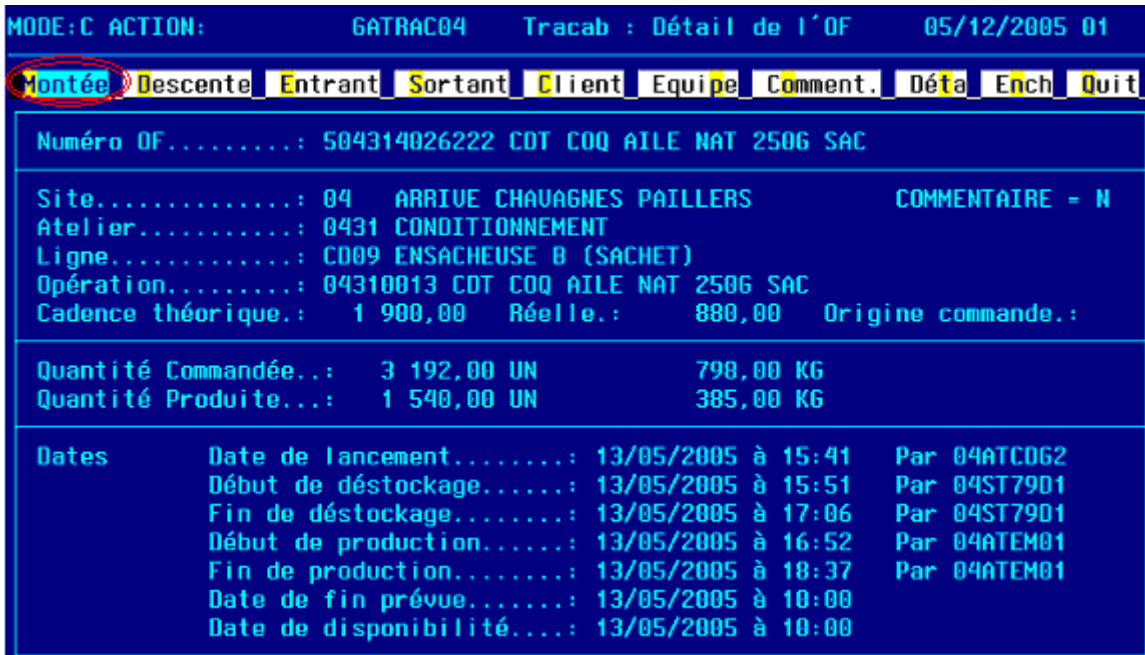 MODE:C ACTION: GATRAC04 Tracab : Détail de l'OF 05/12/2005 01
Montée Descente Entrant Sortant Client Equipe Comment. Déta Ench Quit
Numéro OF.........: 504314026222 CDT COQ AILE NAT 250G SAC
Site..............: 04 ARRIVE CHAVAGNES PAILLERS COMMENTAIRE = N
Atelier...........: 0431 CONDITIONNEMENT
Ligne.............: CD09 ENSACHEUSE B (SACHET)
Opération.........: 04310013 CDT COQ AILE NAT 250G SAC
Cadence théorique.: 1 900,00 Réelle.: 880,00 Origine commande.:
Quantité Commandée..: 3 192,00 UN 798,00 KG
Quantité Produite...: 1 540,00 UN 385,00 KG
Dates Date de lancement........: 13/05/2005 à 15:41 Par 04ATCDG2
Début de déstockage......: 13/05/2005 à 15:51 Par 04ST79D1
Fin de déstockage........: 13/05/2005 à 17:06 Par 04ST79D1
Début de production......: 13/05/2005 à 16:52 Par 04ATEM01
Fin de production........: 13/05/2005 à 18:37 Par 04ATEM01
Date de fin prévue.......: 13/05/2005 à 10:00
Date de disponibilité....: 13/05/2005 à 10:00